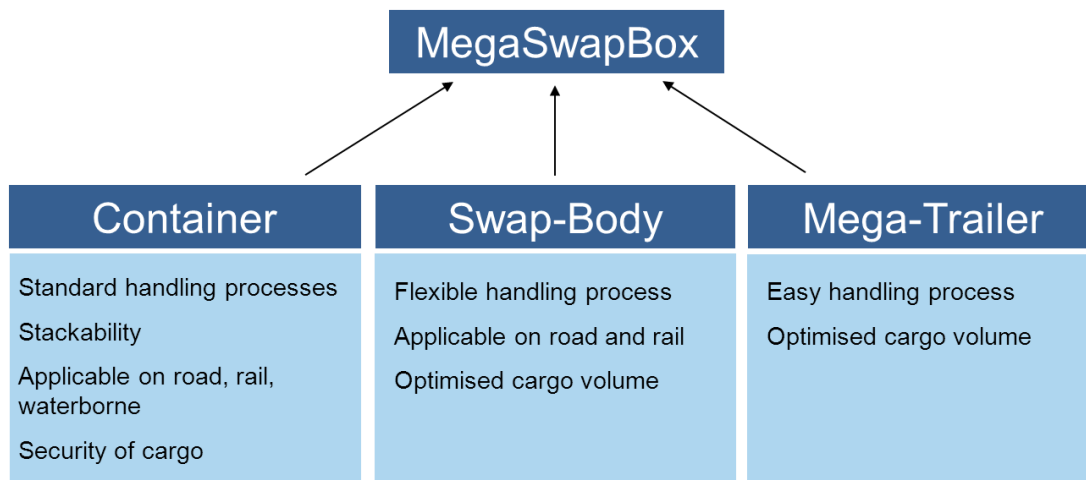 MegaSwapBox
Container
Standard handling processes
Stackability
Applicable on road, rail,
waterborne
Security of cargo
Swap-Body
Flexible handling process
Applicable on road and rail
Optimised cargo volume
Mega-Trailer
Easy handling process
Optimised cargo volume